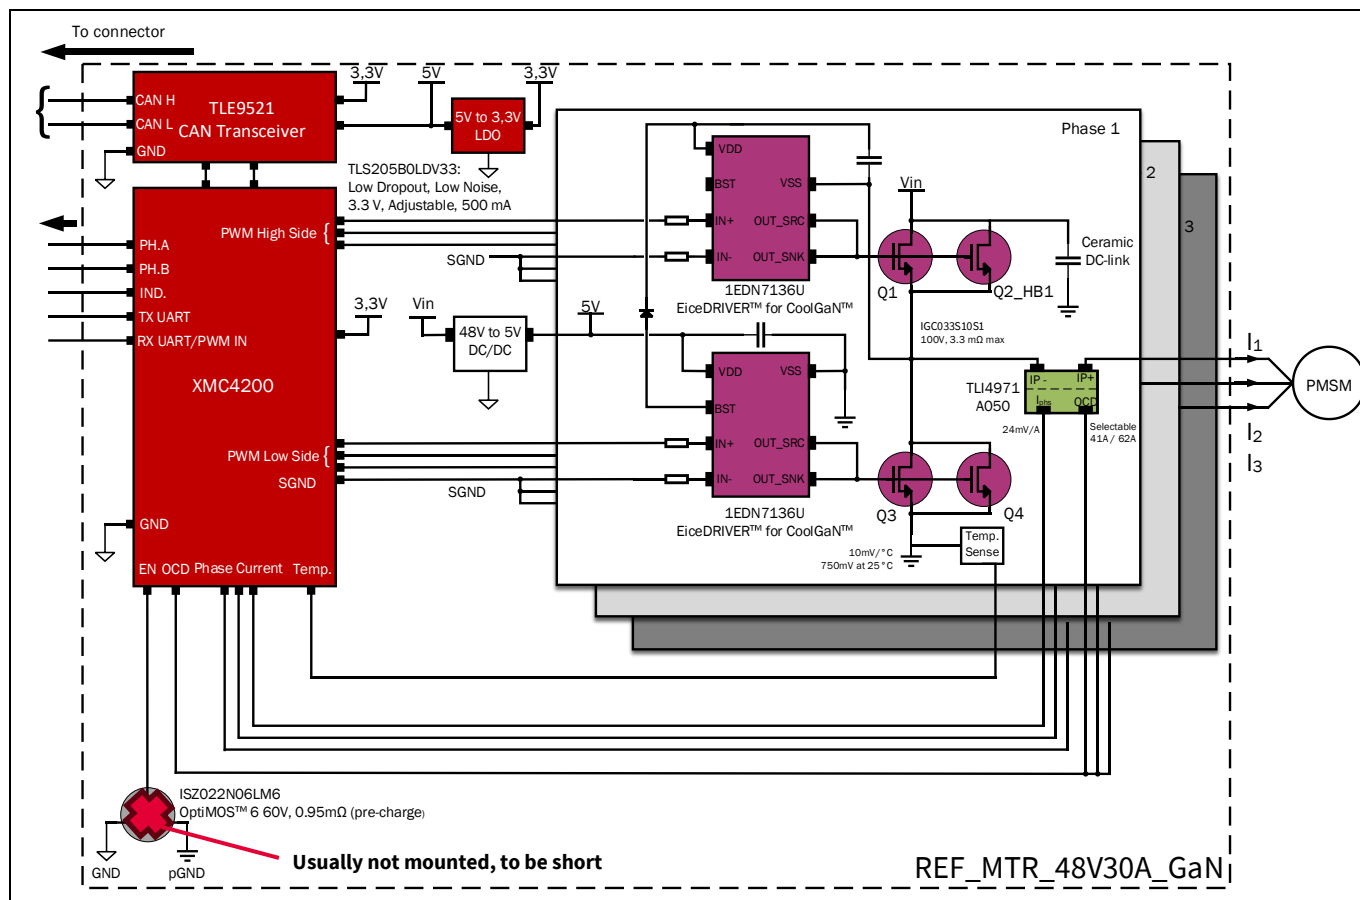 To connector
3,3V
5V
3,3V
CAN H
CAN L
GND
TLE9521
CAN Transceiver
5V to 3,3V
LDO
TLS205B0LDV33:
Low Dropout, Low Noise,
3.3 V, Adjustable, 500 mA
Phase 1
2
3
VDD
BST
VSS
IN+
OUT_SRC
IN-
OUT_SNK
1EDN7136U
EiceDRIVER™ for CoolGaN™
Vin
Q1
Q2_HB1
Ceramic
DC-link
PWM High Side {
SGND
PH.A
PH.B
IND.
TX UART
RX UART/PWM IN
3,3V
Vin
48V to 5V
DC/DC
5V
XMC4200
IGC033S10S1
100V, 3.3 mΩ max
VDD
VSS
BST
IN+
OUT_SRC
IN-
OUT_SNK
1EDN7136U
EiceDRIVER™ for CoolGaN™
TLI4971
A050
IP -
IP+
Iphs
OCD
24mV/A
Selectable
41A / 62A
I1
I2
I3
PMSM
PWM Low Side {
SGND
SGND
Q3
Q4
GND
10mV/°C
750mV at 25°C
Temp.
Sense
EN OCD Phase Current Temp.
ISZ022N06LM6
OptiMOS™ 6 60V, 0.95mΩ (pre-charge)
GND
pGND
Usually not mounted, to be short
REF_MTR_48V30A_GaN